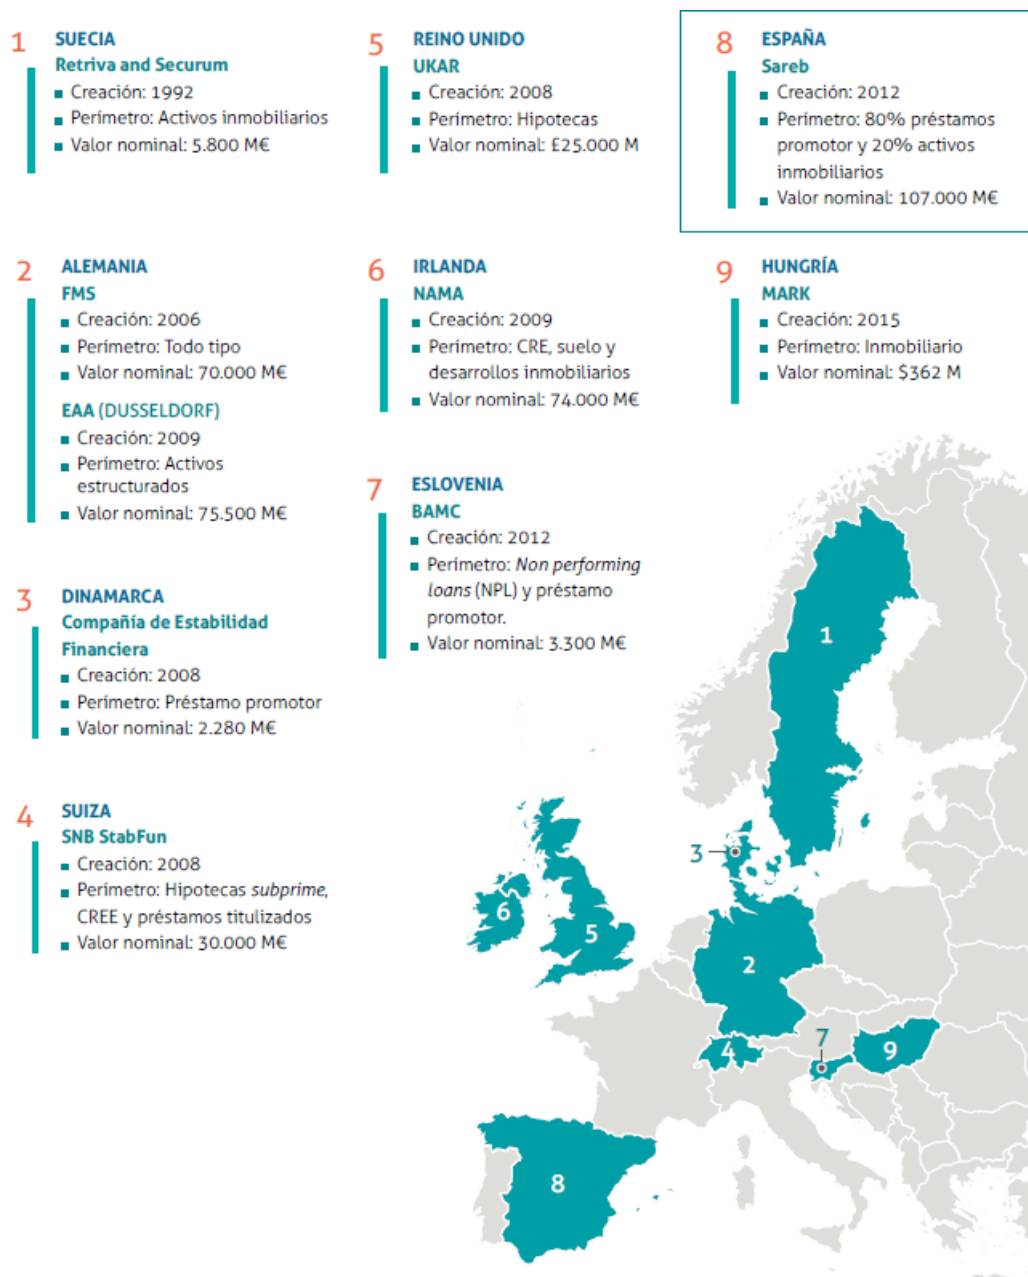 1 SUECIA
Retriva and Securum
Creación: 1992
Perímetro: Activos inmobiliarios
Valor nominal: 5.800 M€
2 ALEMANIA
FMS
Creación: 2006
Perímetro: Todo tipo
Valor nominal: 70.000 M€
EAA (DUSSELDORF)
Creación: 2009
Perímetro: Activos
estructurados
Valor nominal: 75.500 M€
3 DINAMARCA
Compañía de Estabilidad
Financiera
Creación: 2008
Perímetro: Préstamo promotor
Valor nominal: 2.280 M€
4 SUIZA
SNB StabFun
Creación: 2008
Perímetro: Hipotecas subprime,
CREE y préstamos titulizados
Valor nominal: 30.000 M€
5 REINO UNIDO
UKAR
Creación: 2008
Perímetro: Hipotecas
Valor nominal: £25.000 M
6 IRLANDA
NAMA
Creación: 2009
Perímetro: CRE, suelo y
desarrollos inmobiliarios
Valor nominal: 74.000 M€
7 ESLOVENIA
BAMC
Creación: 2012
Perímetro: Non performing
loans (NPL) y préstamo
promotor.
Valor nominal: 3.300 M€
8 ESPAÑA
Sareb
Creación: 2012
Perímetro: 80% préstamos
promotor y 20% activos
inmobiliarios
Valor nominal: 107.000 M€
9 HUNGRÍA
MARK
Creación: 2015
Perímetro: Inmobiliario
Valor nominal: $362 M
1
3
6
5
2
7
4
9
8